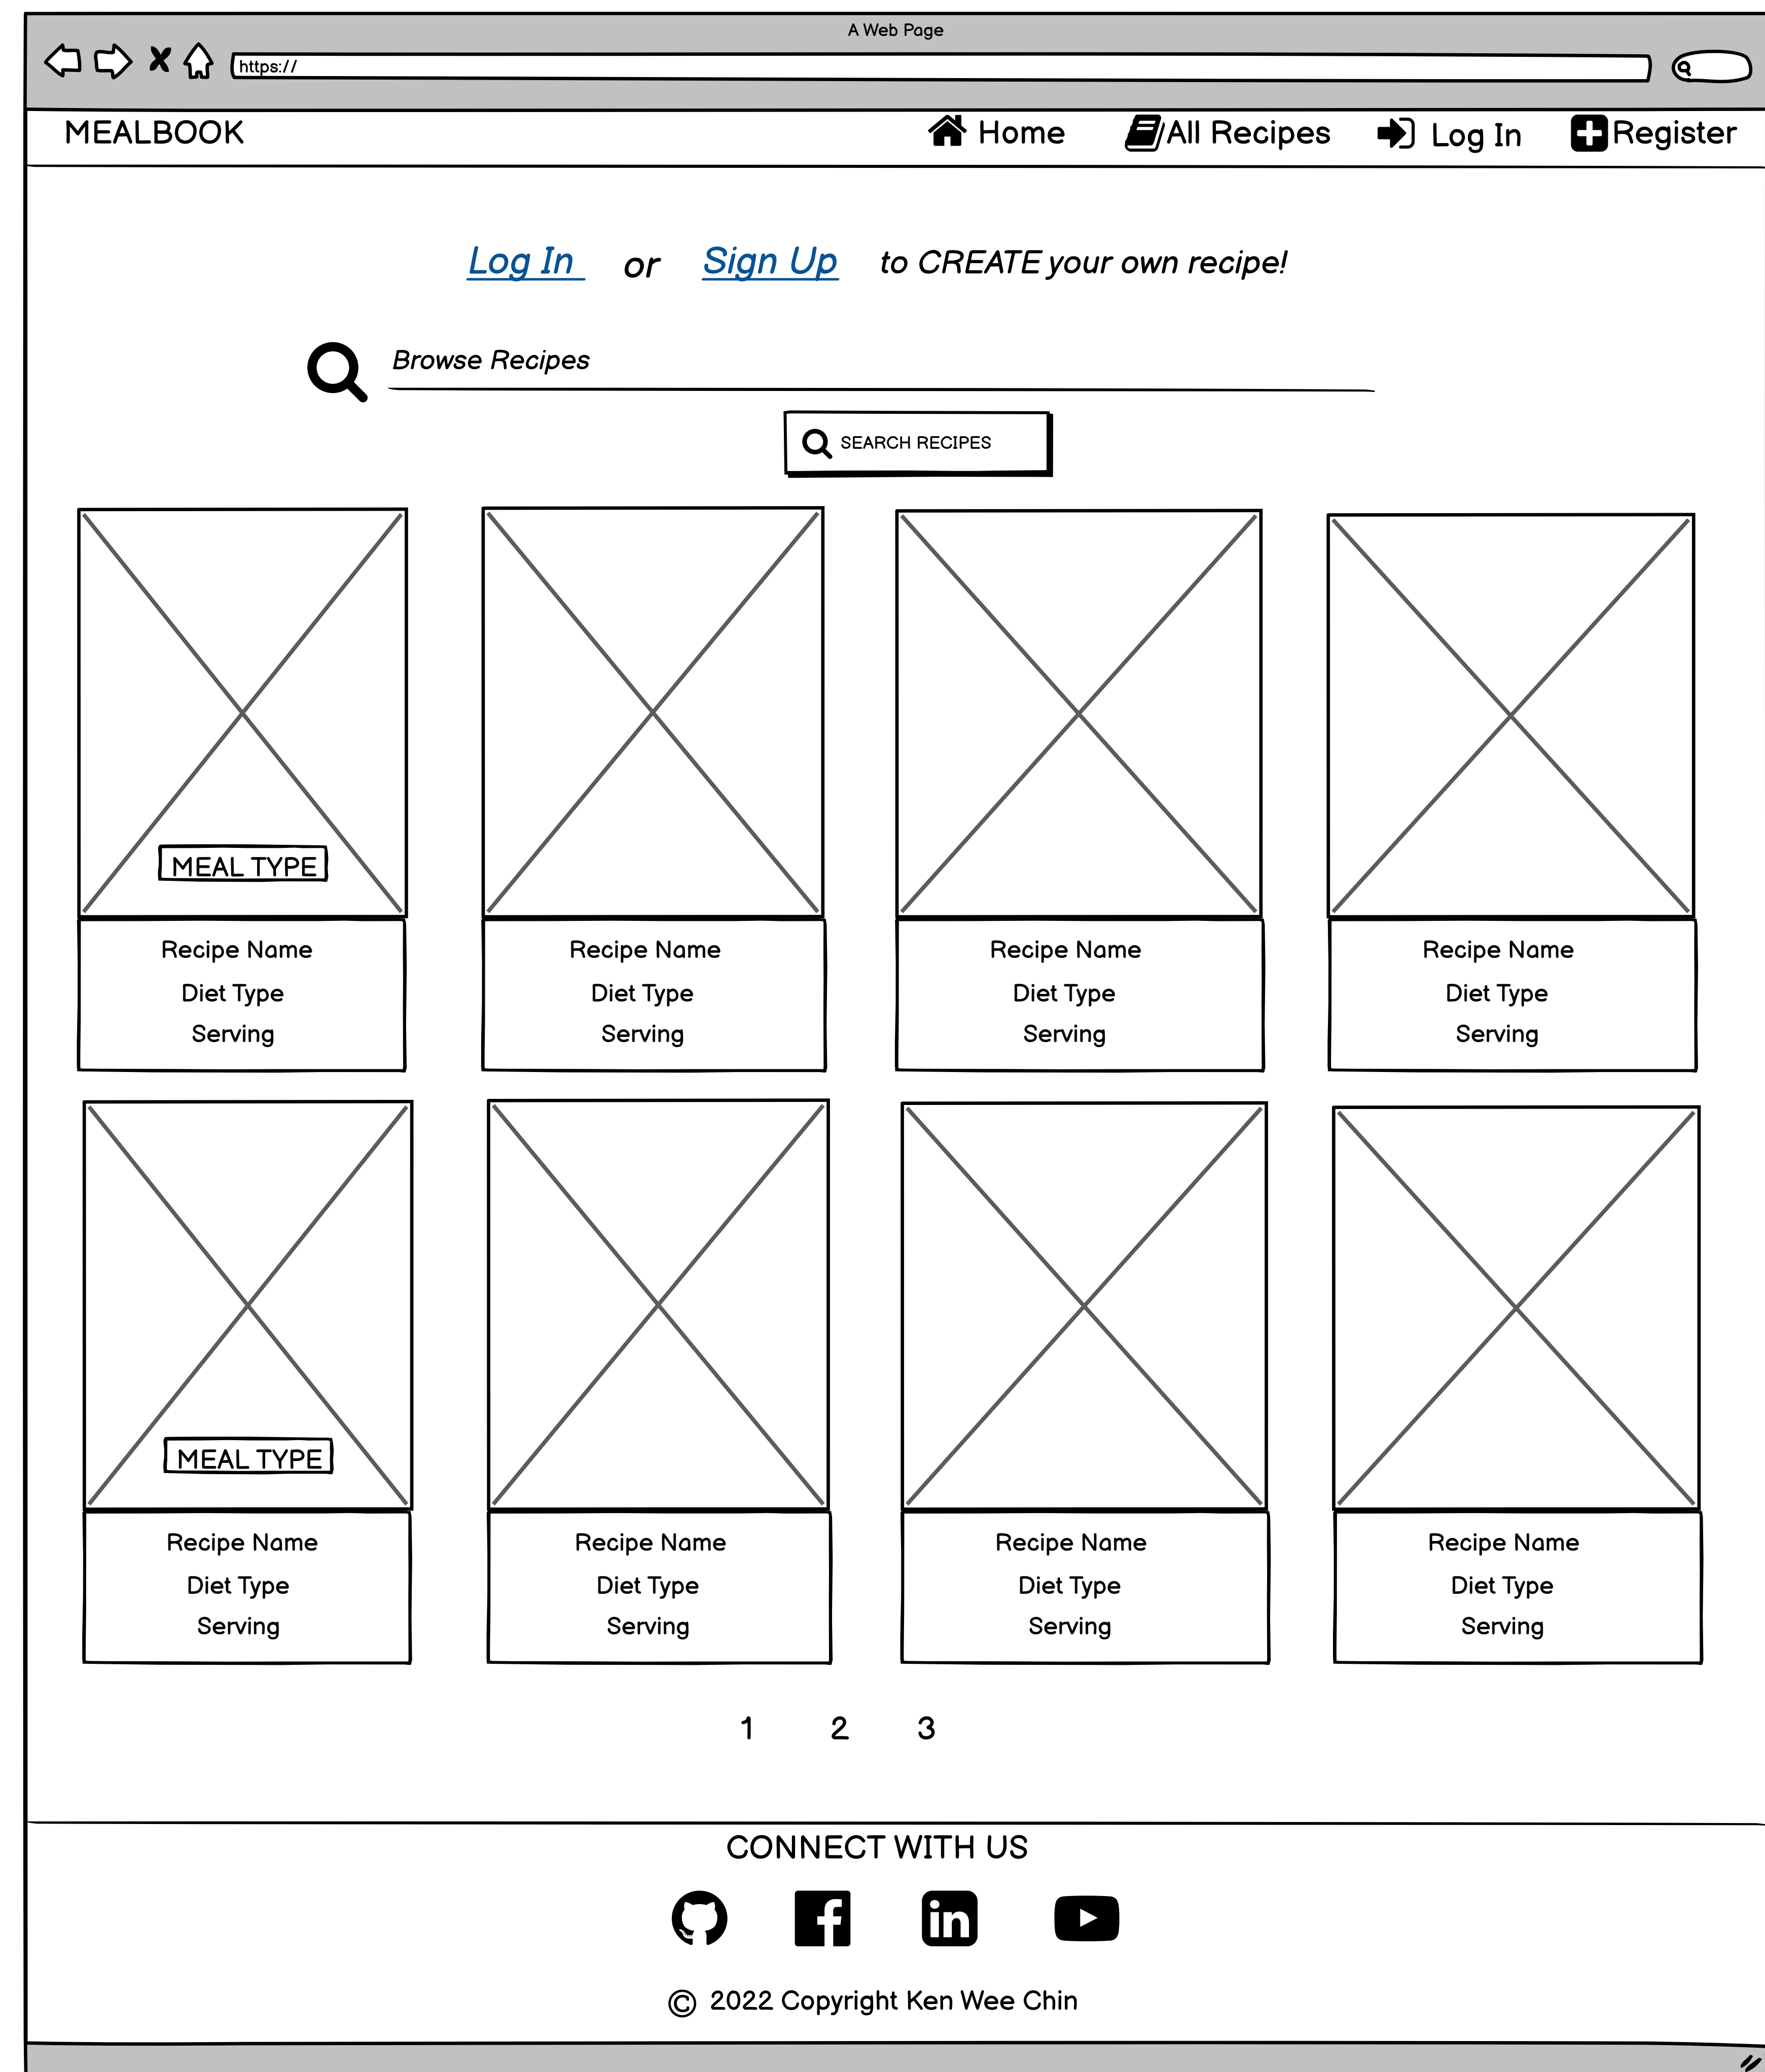 A Web Page
https://
MEALBOOK Home All Recipes Log In Register
Log In or Sign Up to CREATE your own recipe!
Browse Recipes
SEARCH RECIPES
MEAL TYPE
Recipe Name Recipe Name Recipe Name Recipe Name
Diet Type Diet Type Diet Type Diet Type
Serving Serving Serving Serving
MEAL TYPE
Recipe Name Recipe Name Recipe Name Recipe Name
Diet Type Diet Type Diet Type Diet Type
Serving Serving Serving Serving
1 2 3
CONNECT WITH US
© 2022 Copyright Ken Wee Chin